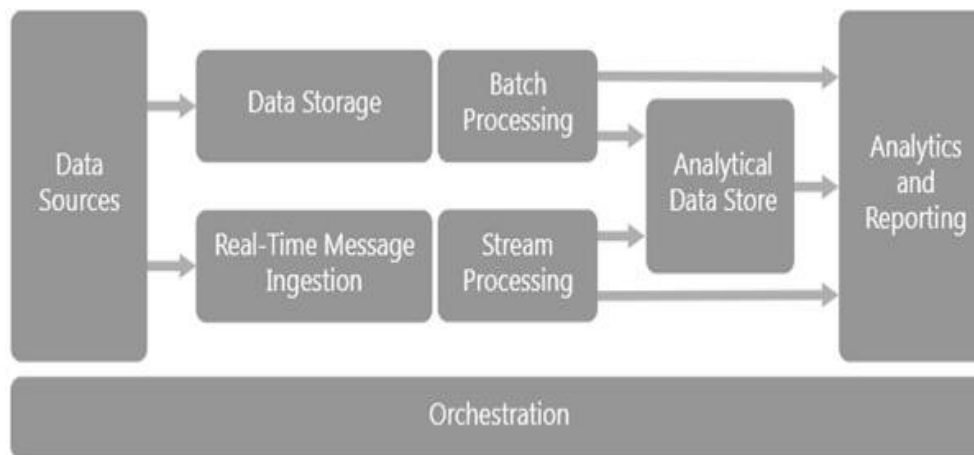 Data
Sources
Data Storage
Batch
Processing
Real-Time Message
Ingestion
Stream
Processing
Analytical
Data Store
Analytics
and
Reporting
Orchestration